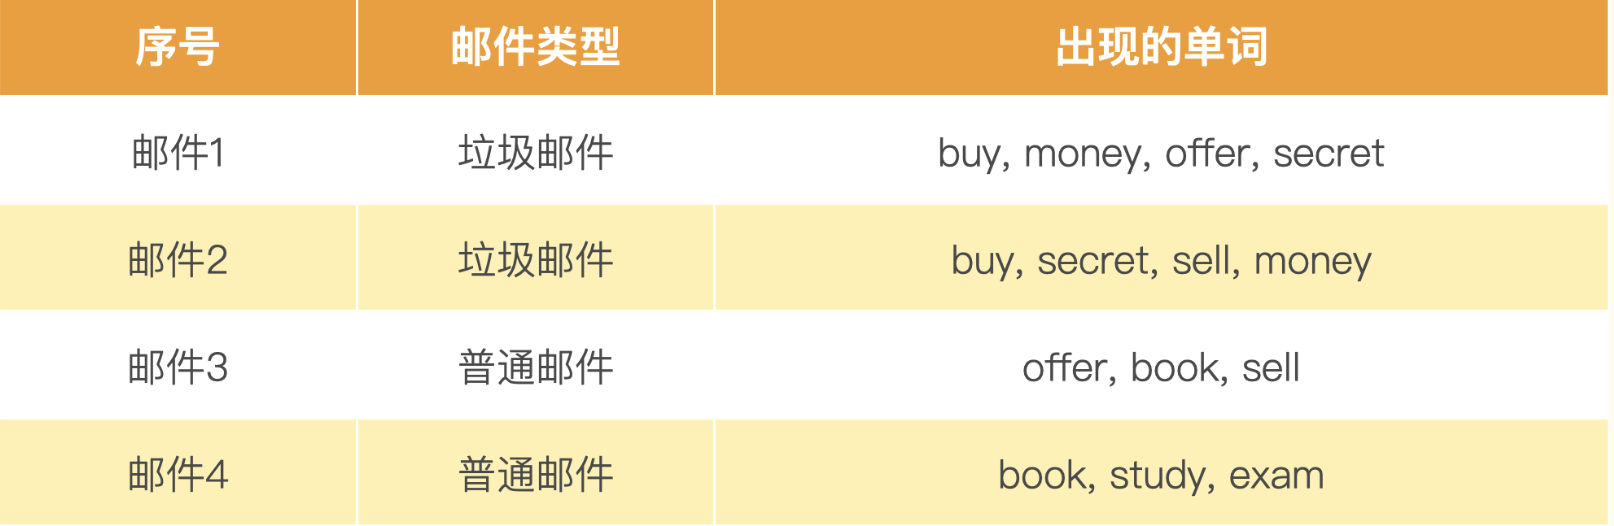 序号 邮件类型 出现的单词
邮件1 垃圾邮件 buy, money, offer, secret
邮件2 垃圾邮件 buy, secret, sell, money
邮件3 普通邮件 offer, book, sell
邮件4 普通邮件 book, study, exam